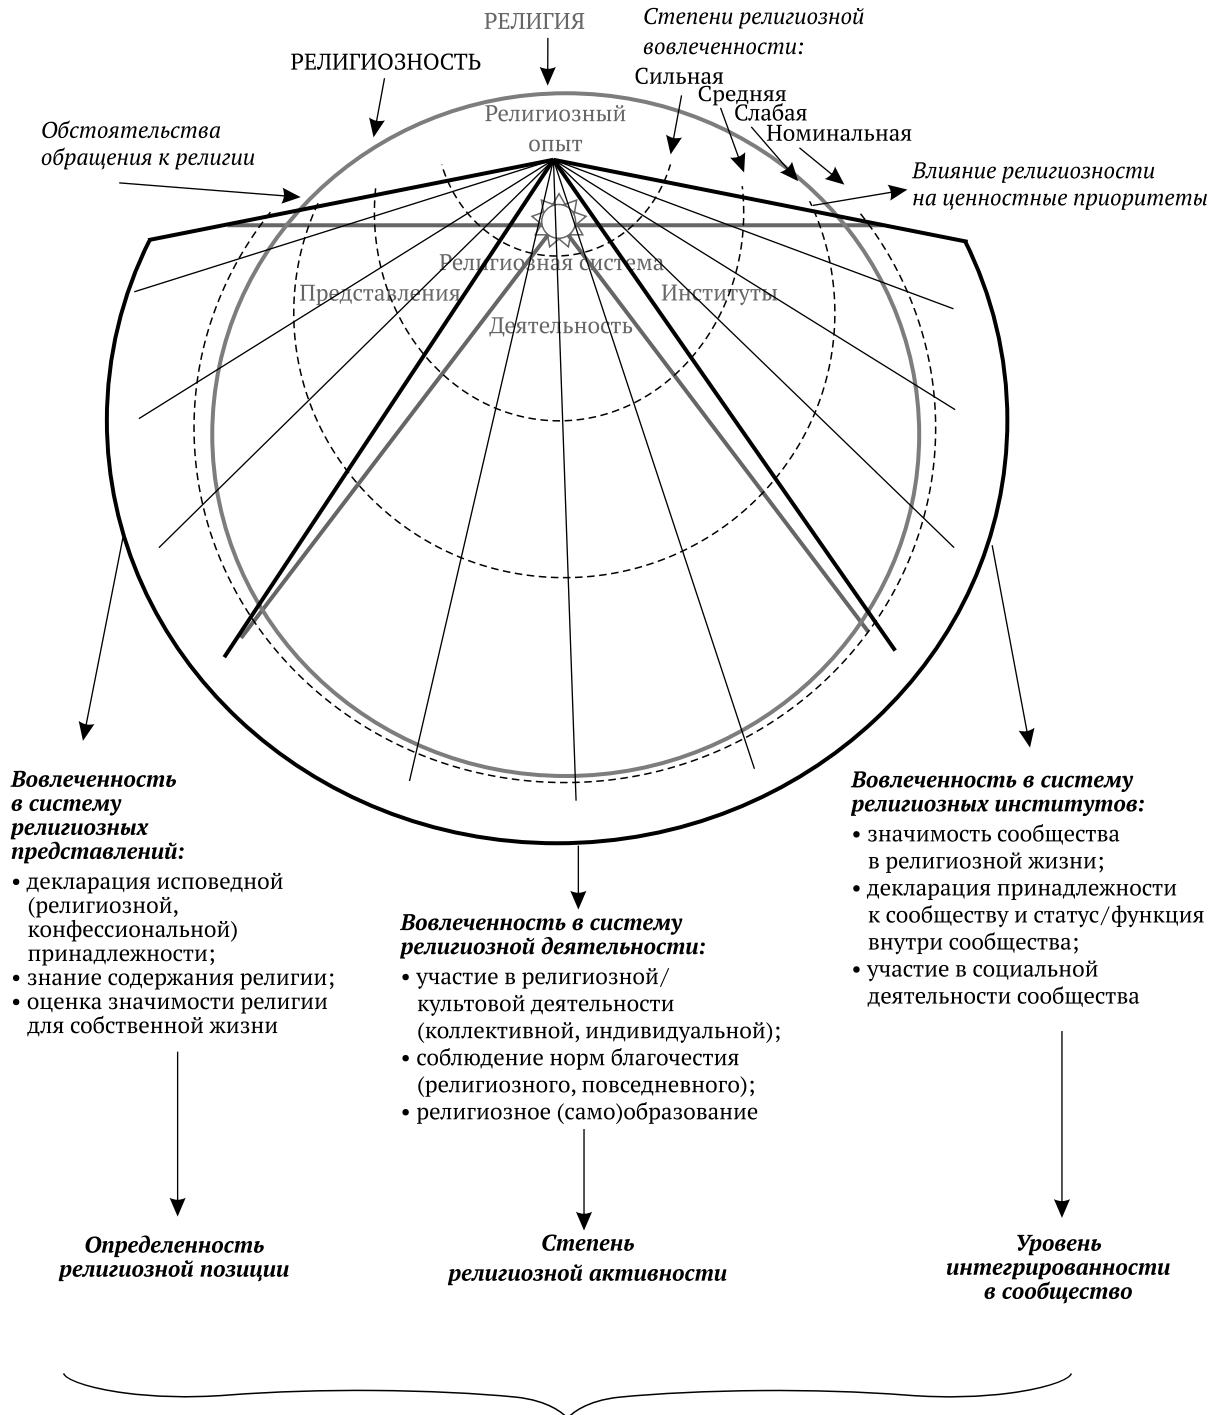 РЕЛИГИЯ
Степени религиозной
вовлеченности:
РЕЛИГИОЗНОСТЬ
Сильная
Средняя
Слабая
Номинальная
Религиозный
опыт
Обстоятельства
обращения к религии
Влияние религиозности
на ценностные приоритеты
Религиозная система
Представления
Институты
Деятельность
Вовлеченность
в систему
религиозных
представлений:
• декларация исповедной
(религиозной,
конфессиональной)
принадлежности;
• знание содержания религии;
• оценка значимости религии
для собственной жизни
Вовлеченность в систему
религиозной деятельности:
• участие в религиозной/
культовой деятельности
(коллективной, индивидуальной);
• соблюдение норм благочестия
(религиозного, повседневного);
• религиозное (само)образование
Вовлеченность в систему
религиозных институтов:
• значимость сообщества
в религиозной жизни;
• декларация принадлежности
к сообществу и статус/функция
внутри сообщества;
• участие в социальной
деятельности сообщества
Определенность
религиозной позиции
Степень
религиозной активности
Уровень
интегрированности
в сообщество